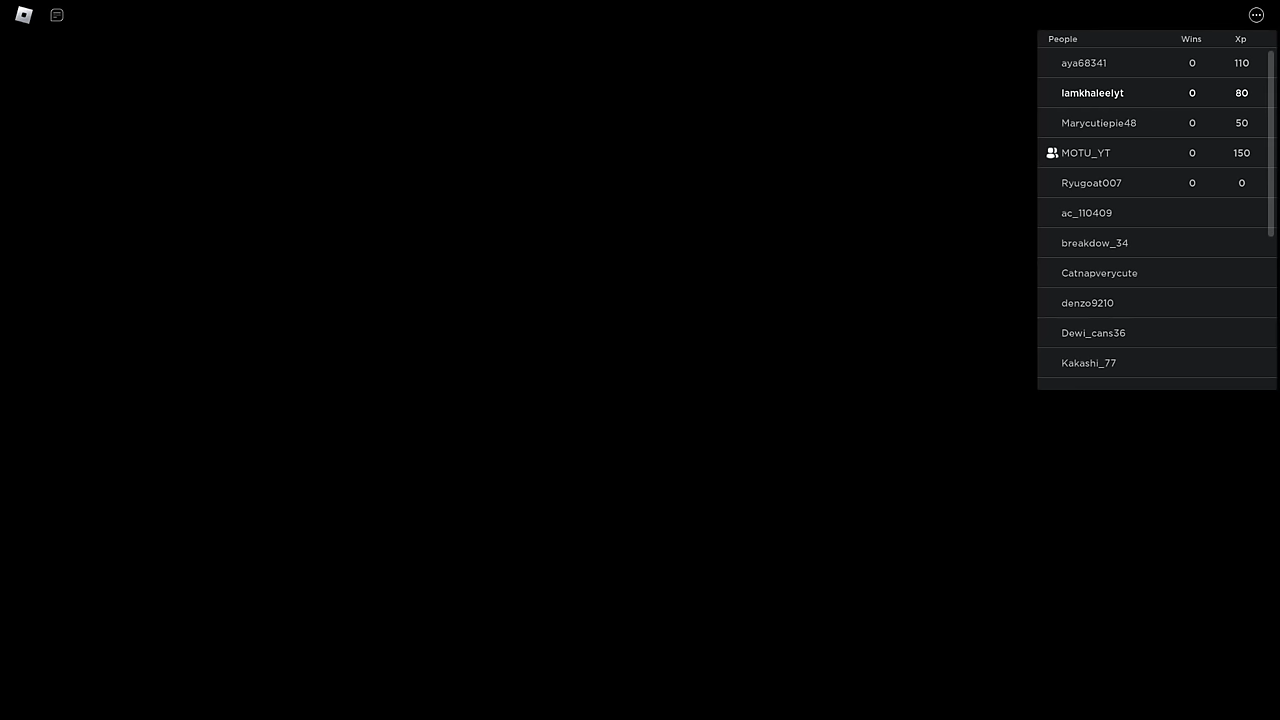 People Wins Xp
aya68341 0 110
Iamkhaleelyt 0 80
Marycutiepie48 0 50
MOTU_YT 0 150
Ryugoat007 0 0
ac_110409
breakdow_34
Catnapverycute
denzo9210
Dewi_cans36
Kakashi_77